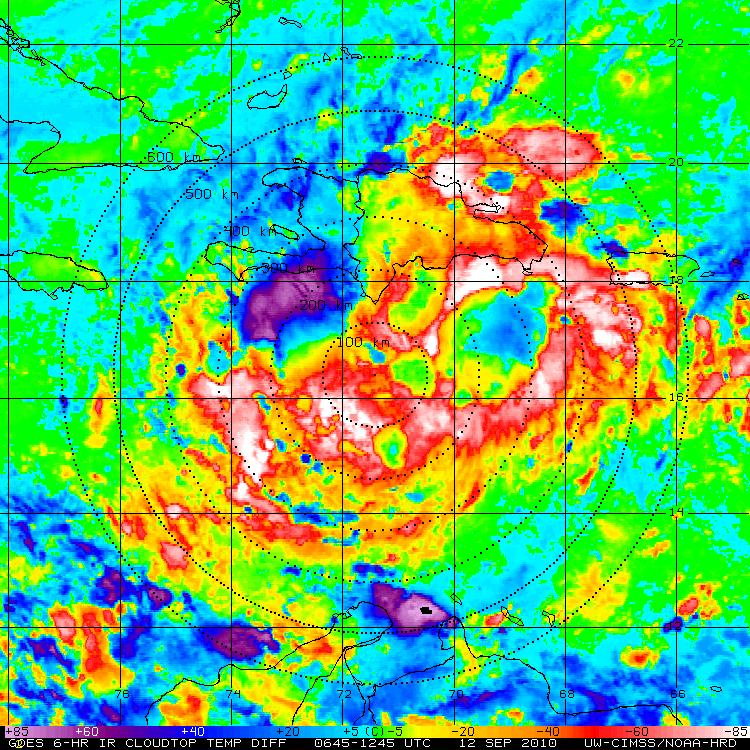 22
20
600 km
500 km
400 km
300 km
18
200 km
100 km
16
14
76 74 72 70 68 66
+85 +60 +40 +20 +5 (C) -5 -20 -40 -60 -85
GOES 6-HR IR CLOUDTOP TEMP DIFF 0645-1245 UTC 12 SEP 2010 UW-CIMSS/NOAA-HRD